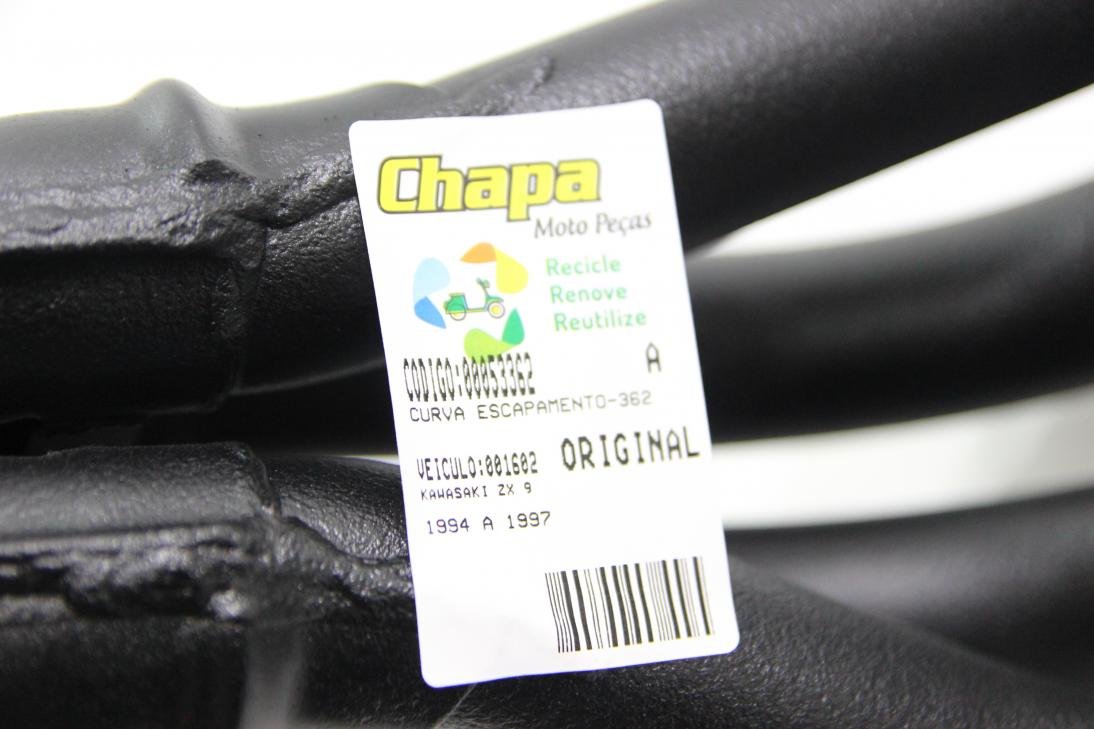 Chapa
Moto Peças
Recicle
Renove
Reutilize
CODIGO:00053362
A
CURVA ESCAPAMENTO-362
VEICULO:001602
ORIGINAL
KAWASAKI ZX 9
1994 A 1997